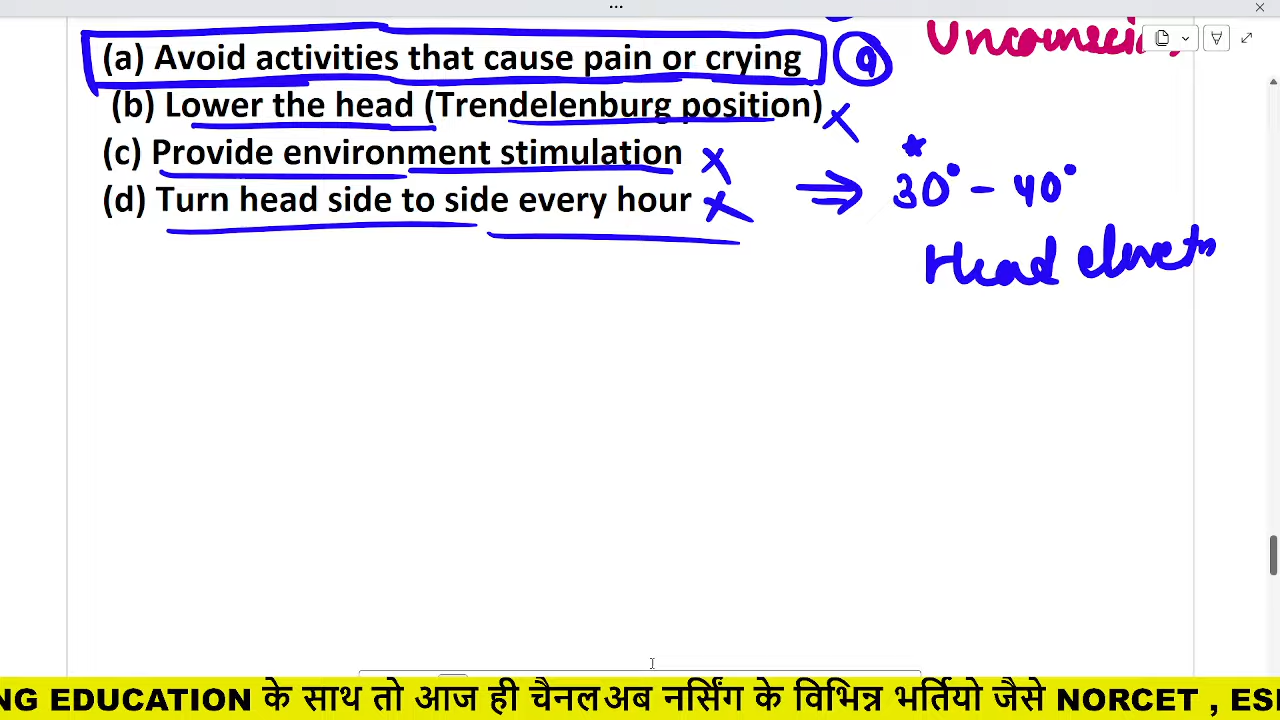 Unconscious
(a) Avoid activities that cause pain or crying a
(b) Lower the head (Trendelenburg position) x
(c) Provide environment stimulation x
(d) Turn head side to side every hour x
⇒ 30° - 40°
Head
NG EDUCATION के साथ तो आज ही चैनलअब नर्सिंग के विभिन्न भर्तियो जैसे NORCET , ES